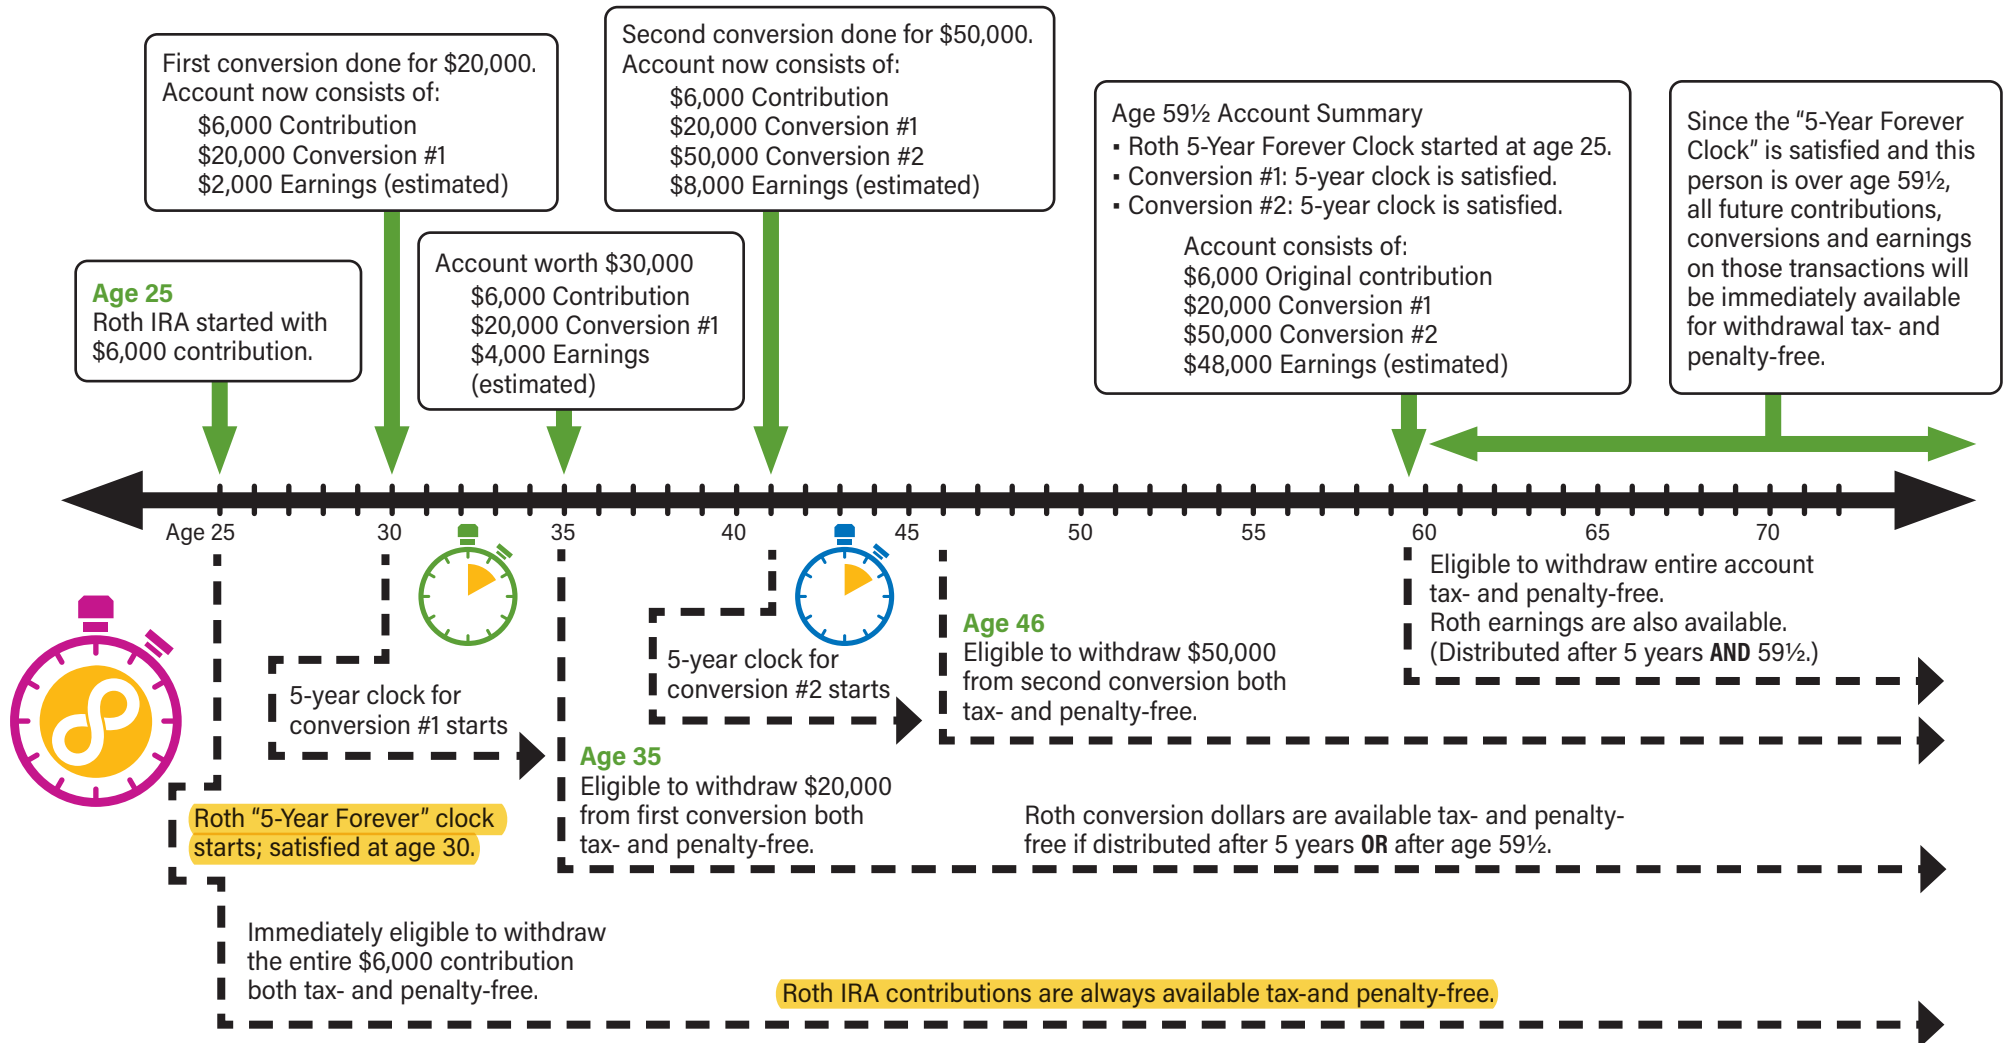 First conversion done for $20,000.
Account now consists of:
$6,000 Contribution
$20,000 Conversion #1
$2,000 Earnings (estimated)
Second conversion done for $50,000.
Account now consists of:
$6,000 Contribution
$20,000 Conversion #1
$50,000 Conversion #2
$8,000 Earnings (estimated)
Age 59½ Account Summary
▪ Roth 5-Year Forever Clock started at age 25.
▪ Conversion #1: 5-year clock is satisfied.
▪ Conversion #2: 5-year clock is satisfied.
Account consists of:
$6,000 Original contribution
$20,000 Conversion #1
$50,000 Conversion #2
$48,000 Earnings (estimated)
Since the “5-Year Forever
Clock” is satisfied and this
person is over age 59½,
all future contributions,
conversions and earnings
on those transactions will
be immediately available
for withdrawal tax- and
penalty-free.
Age 25
Roth IRA started with
$6,000 contribution.
Account worth $30,000
$6,000 Contribution
$20,000 Conversion #1
$4,000 Earnings
(estimated)
Age 25 30 35 40 45 50 55 60 65 70
5-year clock for
conversion #1 starts
5-year clock for
conversion #2 starts
Age 46
Eligible to withdraw $50,000
from second conversion both
tax- and penalty-free.
Eligible to withdraw entire account
tax- and penalty-free.
Roth earnings are also available.
(Distributed after 5 years AND 59½.)
Age 35
Eligible to withdraw $20,000
from first conversion both
tax- and penalty-free.
Roth conversion dollars are available tax- and penalty-
free if distributed after 5 years OR after age 59½.
Roth “5-Year Forever” clock
starts; satisfied at age 30.
Immediately eligible to withdraw
the entire $6,000 contribution
both tax- and penalty-free.
Roth IRA contributions are always available tax-and penalty-free.